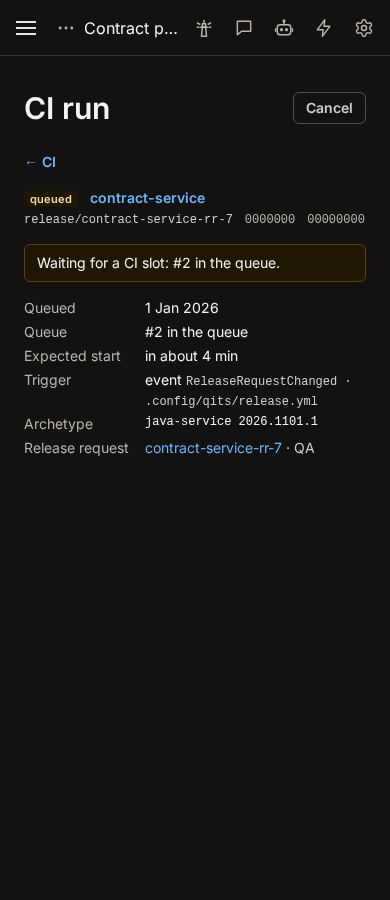 Contract p...
CI run
Cancel
← CI
queued contract-service
release/contract-service-rr-7 0000000 00000000
Waiting for a CI slot: #2 in the queue.
Queued 1 Jan 2026
Queue #2 in the queue
Expected start in about 4 min
Trigger event ReleaseRequestChanged ·
.config/qits/release.yml
Archetype java-service 2026.1101.1
Release request contract-service-rr-7 · QA